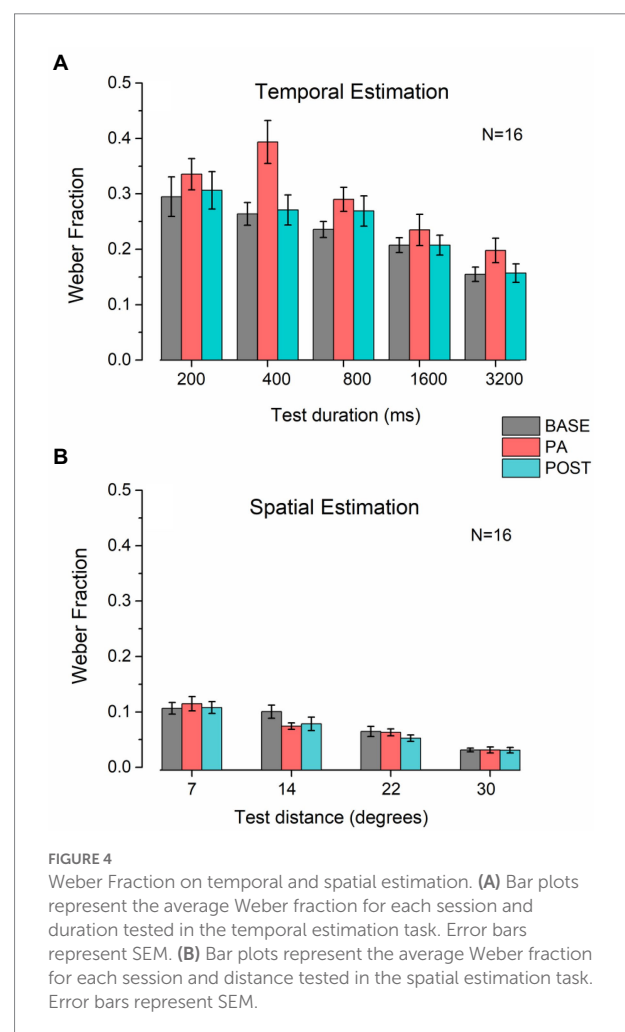 A
Temporal Estimation
N=16
Weber Fraction
0.5
0.4
0.3
0.2
0.1
0.0
200 400 800 1600 3200
Test duration (ms)
BASE
PA
POST
B
Spatial Estimation
N=16
Weber Fraction
0.5
0.4
0.3
0.2
0.1
0.0
7 14 22 30
Test distance (degrees)
FIGURE 4
Weber Fraction on temporal and spatial estimation. (A) Bar plots
represent the average Weber fraction for each session and
duration tested in the temporal estimation task. Error bars
represent SEM. (B) Bar plots represent the average Weber fraction
for each session and distance tested in the spatial estimation task.
Error bars represent SEM.